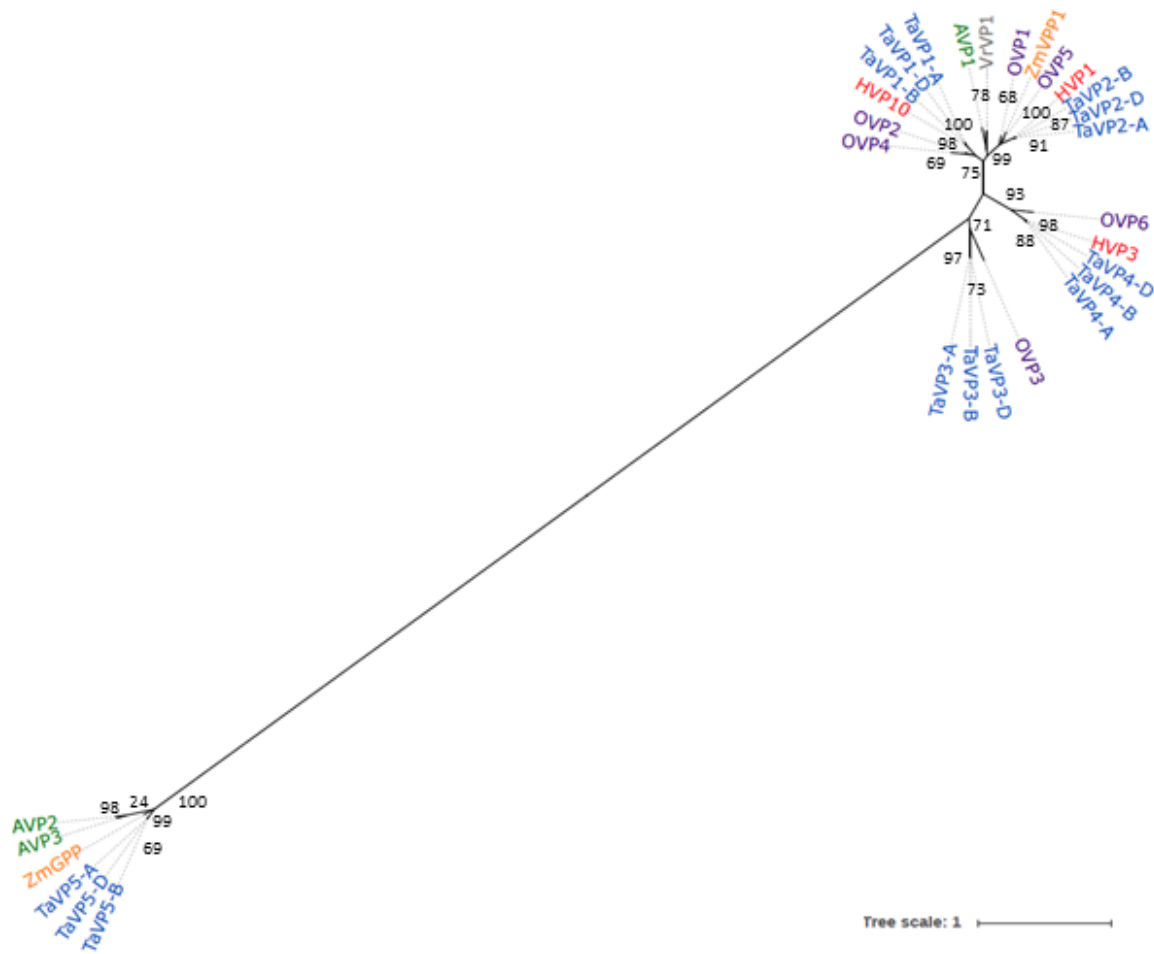 TaVP1-A
TaVP1-D
TaVP1-B
HVP10
OVP2
OVP4
AVP1
VrVP1
OVP1
ZmVPP1
OVP5
HVP1
TaVP2-B
TaVP2-D
TaVP2-A
78
68
100
87
91
100
98
69
75
99
93
71
98
88
97
73
OVP6
HVP3
TaVP4-D
TaVP4-B
TaVP4-A
OVP3
TaVP3-D
TaVP3-B
TaVP3-A
98
24
100
99
69
AVP2
AVP3
ZmGPP
TaVP5-A
TaVP5-D
TaVP5-B
Tree scale: 1